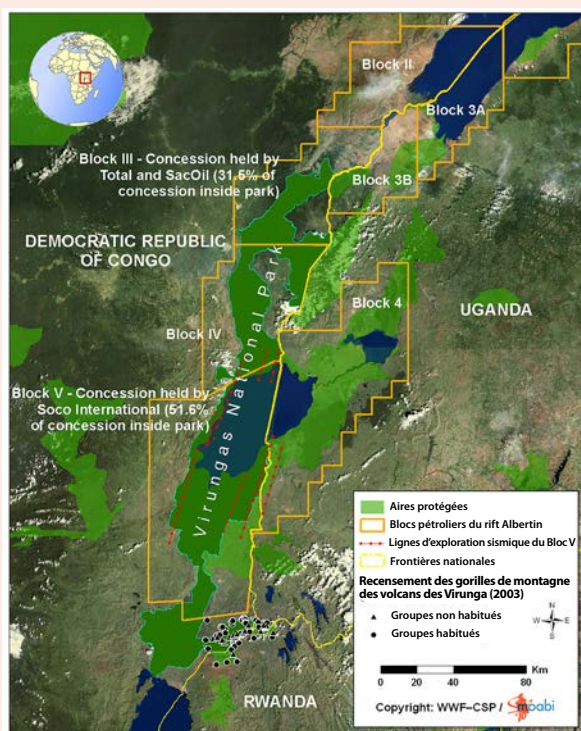 Block II
Block 3A
Block III - Concession held by
Total and SacOil (31.5% of
concession inside park)
Block 3B
DEMOCRATIC REPUBLIC
OF CONGO
Block 4
UGANDA
Block IV
Virungas National Park
Block V - Concession held by
Soco International (51.6%
of concession inside park)
Aires protégées
Blocs pétroliers du rift Albertin
Lignes d'exploration sismique du Bloc V
Frontières nationales
Recensement des gorilles de montagne
des volcans des Virunga (2003)
Groupes non habitués
Groupes habitués
N
W E
S
Km
0 20 40 80
Copyright: WWF-CSP / moabi
RWANDA